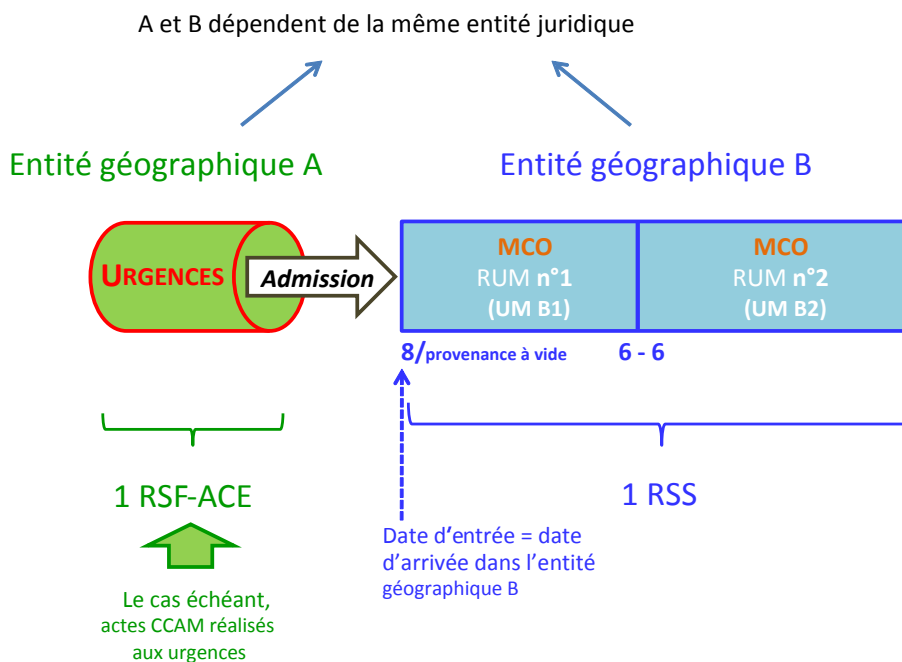 A et B dépendent de la même entité juridique
Entité géographique A
Entité géographique B
URGENCES
Admission
MCO
RUM n°1
(UM B1)
MCO
RUM n°2
(UM B2)
8/provenance à vide
6 - 6
1 RSF-ACE
1 RSS
Date d'entrée = date
d'arrivée dans l'entité
géographique B
Le cas échéant,
actes CCAM réalisés
aux urgences